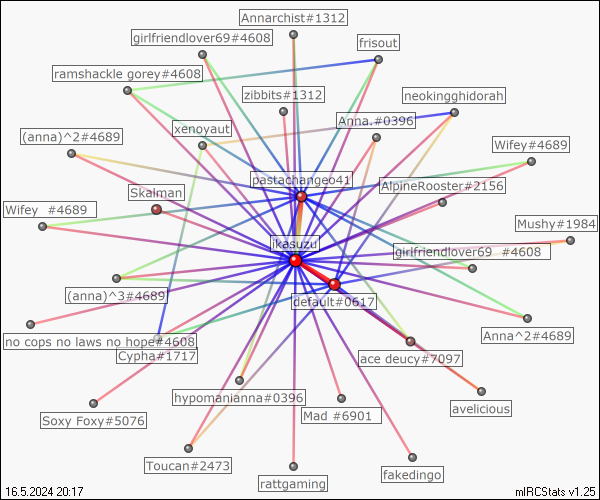 Annarchist#1312
girlfriendlover69#4608
frisout
ramshackle gorey#4608
zibbits#1312
neokingghidorah
xenoyaut
Anna.#0396
(anna)^2#4689
Wifey#4689
pastachangeo41
AlpineRooster#2156
Skalman
Wifey  #4689
Mushy#1984
ikasuzu
girlfriendlover69  #4608
(anna)^3#4689
default#0617
no cops no laws no hope#4608
Anna^2#4689
Cypha#1717
ace deucy#7097
hypomanianna#0396
avelicious
Soxy Foxy#5076
Mad #6901
Toucan#2473
fakedingo
rattgaming
16.5.2024 20:17
mIRCStats v1.25